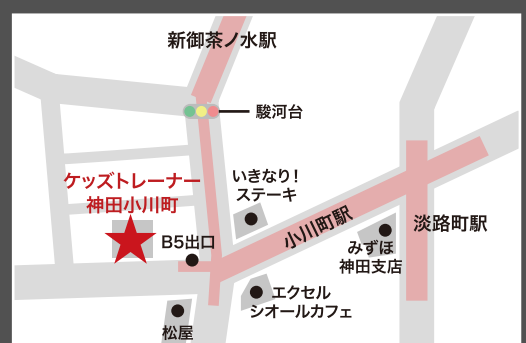 新御茶ノ水駅
駿河台
ケッズトレーナー
神田小川町
いきなり!
ステーキ
小川町駅
淡路町駅
B5出口
みずほ
神田支店
エクセル
シオールカフェ
松屋